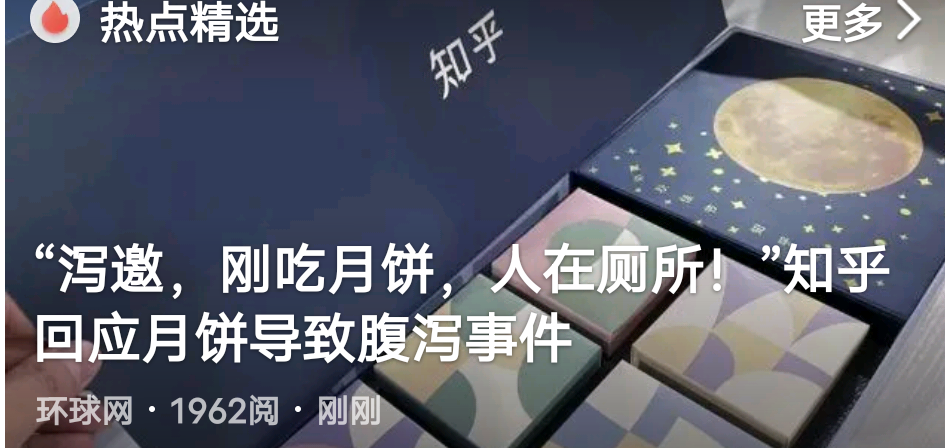 热点精选
更多
知乎
“泻邀，刚吃月饼，人在厕所！”知乎
回应月饼导致腹泻事件
环球网 · 1962阅 · 刚刚